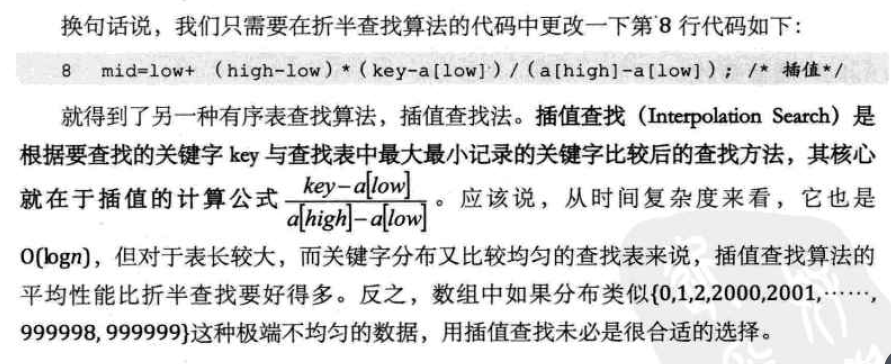 换句话说，我们只需要在折半查找算法的代码中更改一下第 8 行代码如下：
8 mid=low+ (high-low)*(key-a[low])/(a[high]-a[low]); /* 插值*/
就得到了另一种有序表查找算法，插值查找法。插值查找（Interpolation Search）是
根据要查找的关键字 key 与查找表中最大最小记录的关键字比较后的查找方法，其核心
就在于插值的计算公式 key-a[low] / a[high]-a[low] 。应该说，从时间复杂度来看，它也是
O(logn)，但对于表长较大，而关键字分布又比较均匀的查找表来说，插值查找算法的
平均性能比折半查找要好得多。反之，数组中如果分布类似{0,1,2,2000,2001,……,
999998, 999999}这种极端不均匀的数据，用插值查找未必是很合适的选择。